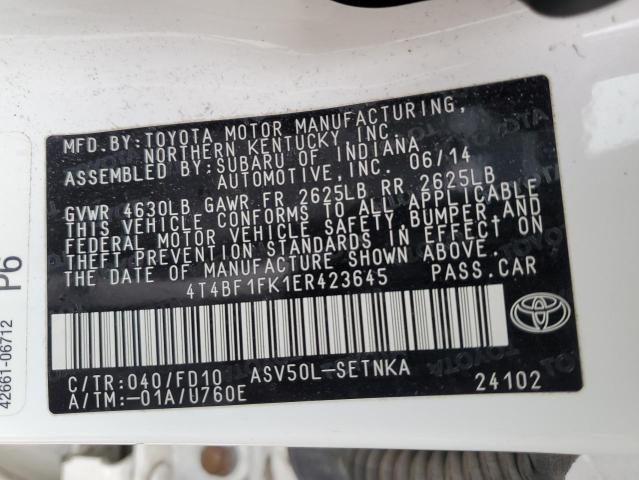 MFD.BY:TOYOTA MOTOR MANUFACTURING,
NORTHERN KENTUCKY INC.
ASSEMBLED BY:SUBARU OF INDIANA
AUTOMOTIVE,INC. 06/14
GVWR 4630LB GAWR FR 2625LB RR 2625LB
THIS VEHICLE CONFORMS TO ALL APPLICABLE
FEDERAL MOTOR VEHICLE SAFETY,BUMPER,AND
THEFT PREVENTION STANDARDS IN EFFECT ON
THE DATE OF MANUFACTURE SHOWN ABOVE.
4T4BF1FK1ER423645 PASS.CAR
C/TR:040/FD10 ASV50L-SETNKA
A/TM:-01A/U760E 24102
TOYOTA
42661-06712 P6